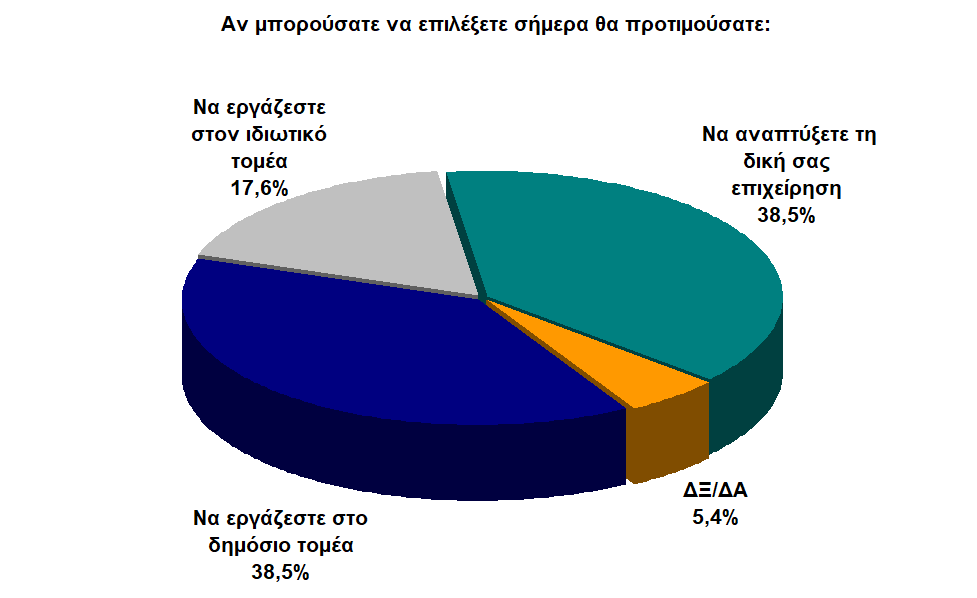 Αν μπορούσατε να επιλέξετε σήμερα θα προτιμούσατε:
Να εργάζεστε
στον ιδιωτικό
τομέα
17,6%
Να αναπτύξετε τη
δική σας
επιχείρηση
38,5%
ΔΞ/ΔΑ
5,4%
Να εργάζεστε στο
δημόσιο τομέα
38,5%